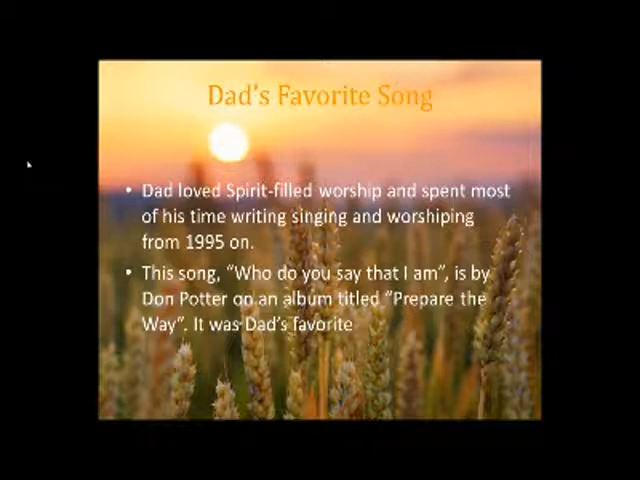 Dad's Favorite Song
• Dad loved Spirit-filled worship and spent most
of his time writing singing and worshiping
from 1995 on.
• This song, "Who do you say that I am", is by
Don Potter on an album titled "Prepare the
Way". It was Dad's favorite